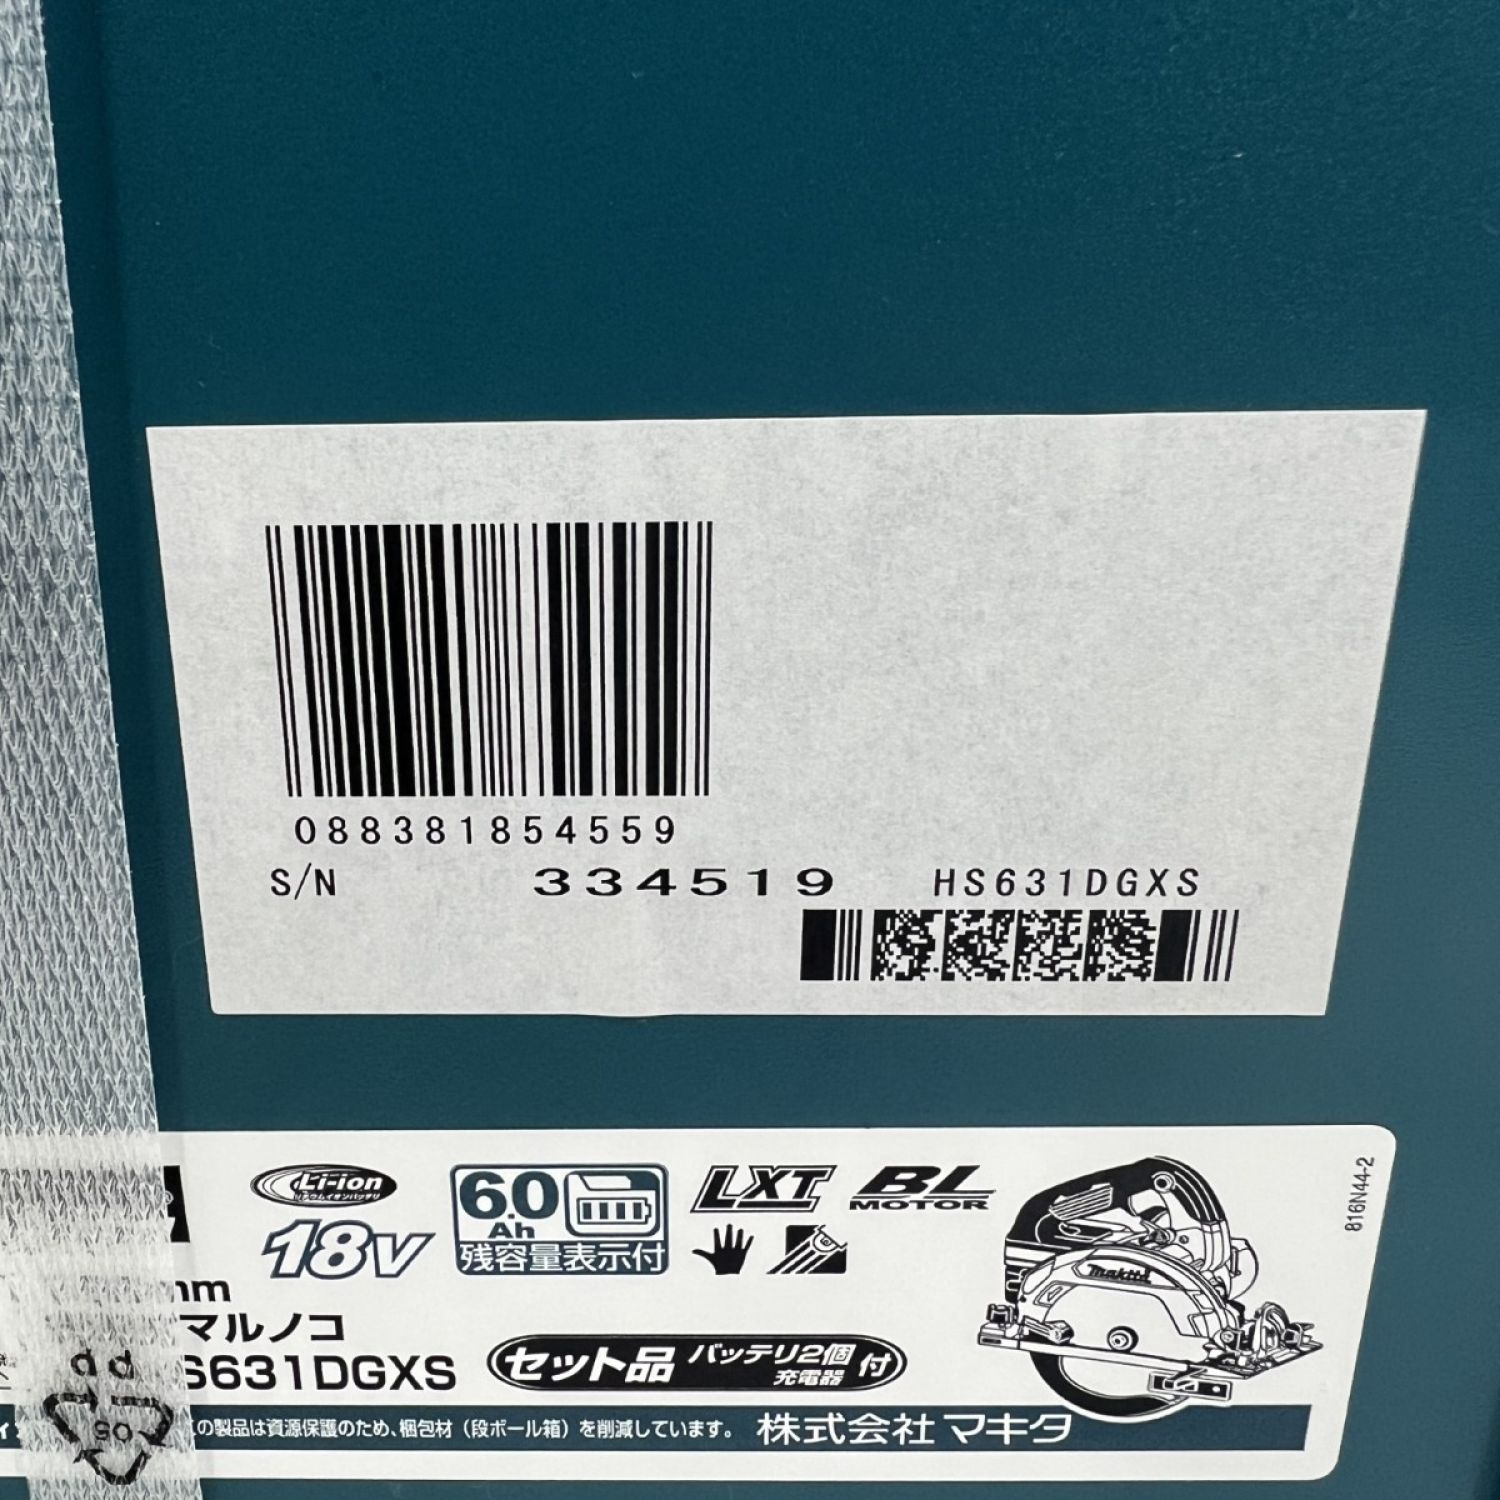 088381854559
S/N 334519 HS631DGXS
Li-ion
リチウムイオンバッテリ
18V
6.0
Ah
残容量表示付
LXT
BL
MOTOR
makita
816N44-2
mm
マルノコ
S631DGXS
セット品 バッテリ2個 充電器 付
の製品は資源保護のため、梱包材(段ボール箱)を削減しています。 株式会社マキタ
PP
05